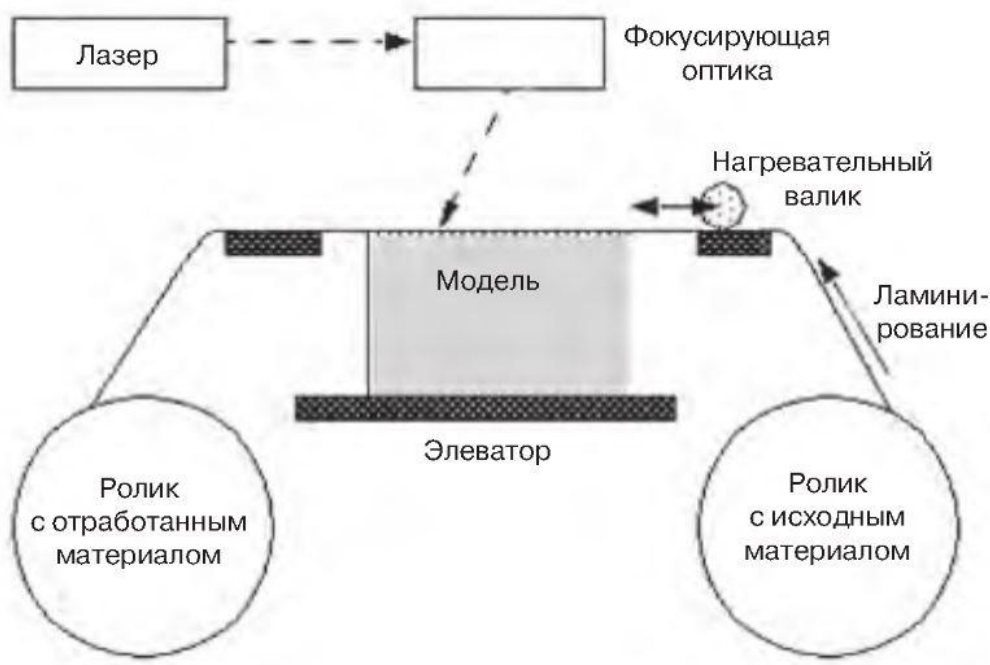 Лазер
Фокусирующая
оптика
Нагревательный
валик
Модель
Ламини-
рование
Элеватор
Ролик
с отработанным
материалом
Ролик
с исходным
материалом